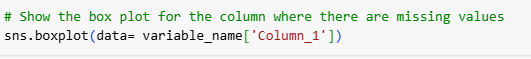 # Show the box plot for the column where there are missing values
sns.boxplot(data= variable_name['Column_1'])